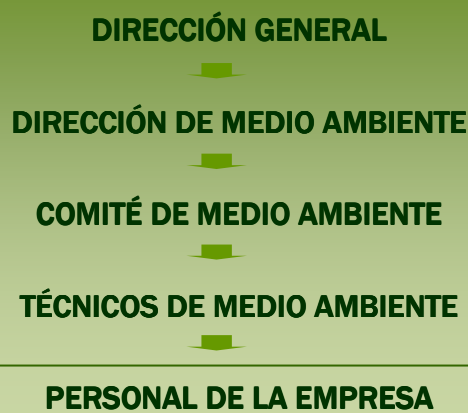 DIRECCIÓN GENERAL
DIRECCIÓN DE MEDIO AMBIENTE
COMITÉ DE MEDIO AMBIENTE
TÉCNICOS DE MEDIO AMBIENTE
PERSONAL DE LA EMPRESA